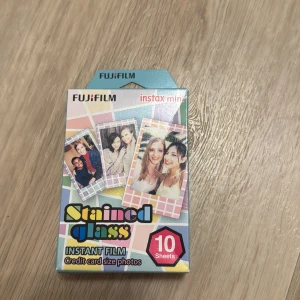 FUJIFILM
FUJIFILM
instax mini
Stained
glass
INSTANT FILM
Credit card size photos
10
Sheets